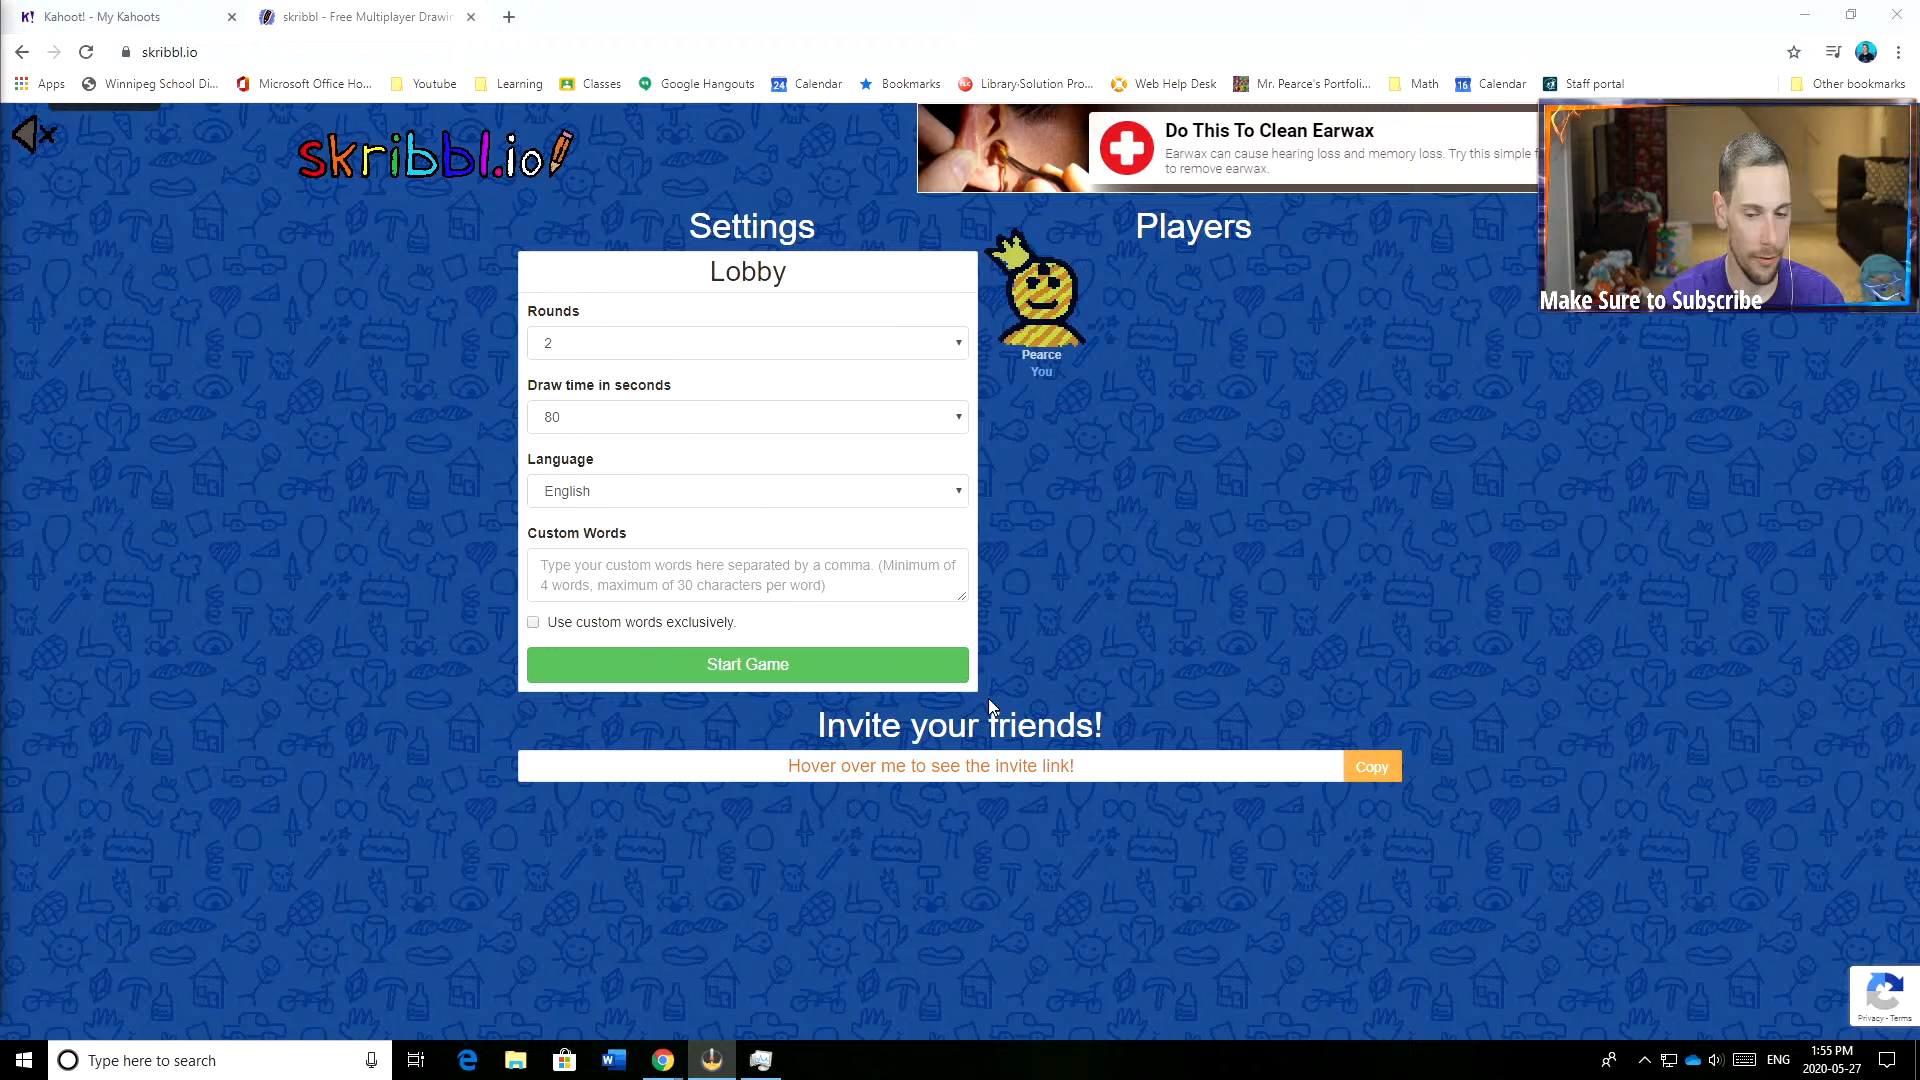 Kahoot! - My Kahoots
skribbl - Free Multiplayer Drawin
skribbl.io
Apps
Winnipeg School Di...
Microsoft Office Ho...
Youtube
Learning
Classes
Google Hangouts
24
Calendar
Bookmarks
Library•Solution Pro...
Web Help Desk
Mr. Pearce's Portfoli...
Math
16
Calendar
Staff portal
Other bookmarks
skribbl.io
Do This To Clean Earwax
Earwax can cause hearing loss and memory loss. Try this simple f
to remove earwax.
Make Sure to Subscribe
Settings
Players
Lobby
Rounds
2
Draw time in seconds
80
Language
English
Custom Words
Type your custom words here separated by a comma. (Minimum of
4 words, maximum of 30 characters per word)
Use custom words exclusively.
Start Game
Pearce
You
Invite your friends!
Hover over me to see the invite link!
Copy
Privacy - Terms
Type here to search
ENG
1:55 PM
2020-05-27